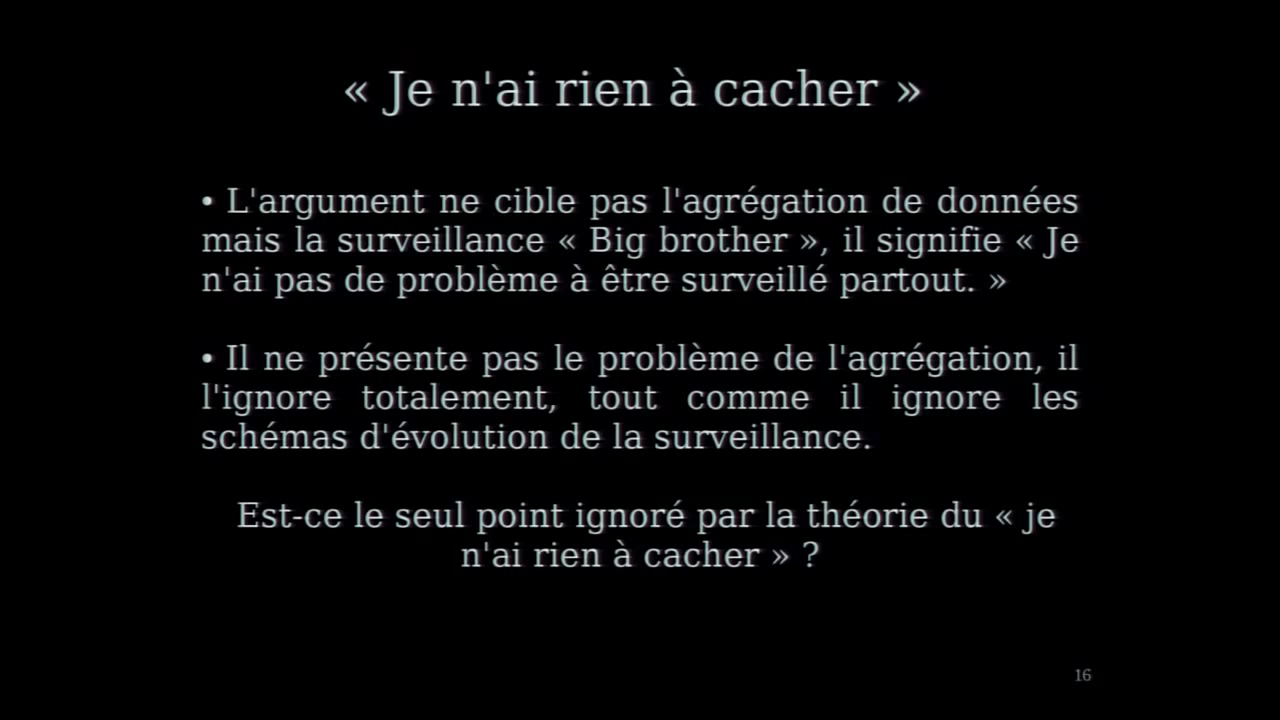 « Je n'ai rien à cacher »
• L'argument ne cible pas l'agrégation de données
mais la surveillance « Big brother », il signifie « Je
n'ai pas de problème à être surveillé partout. »
• Il ne présente pas le problème de l'agrégation, il
l'ignore totalement, tout comme il ignore les
schémas d'évolution de la surveillance.
Est-ce le seul point ignoré par la théorie du « je
n'ai rien à cacher » ?
16